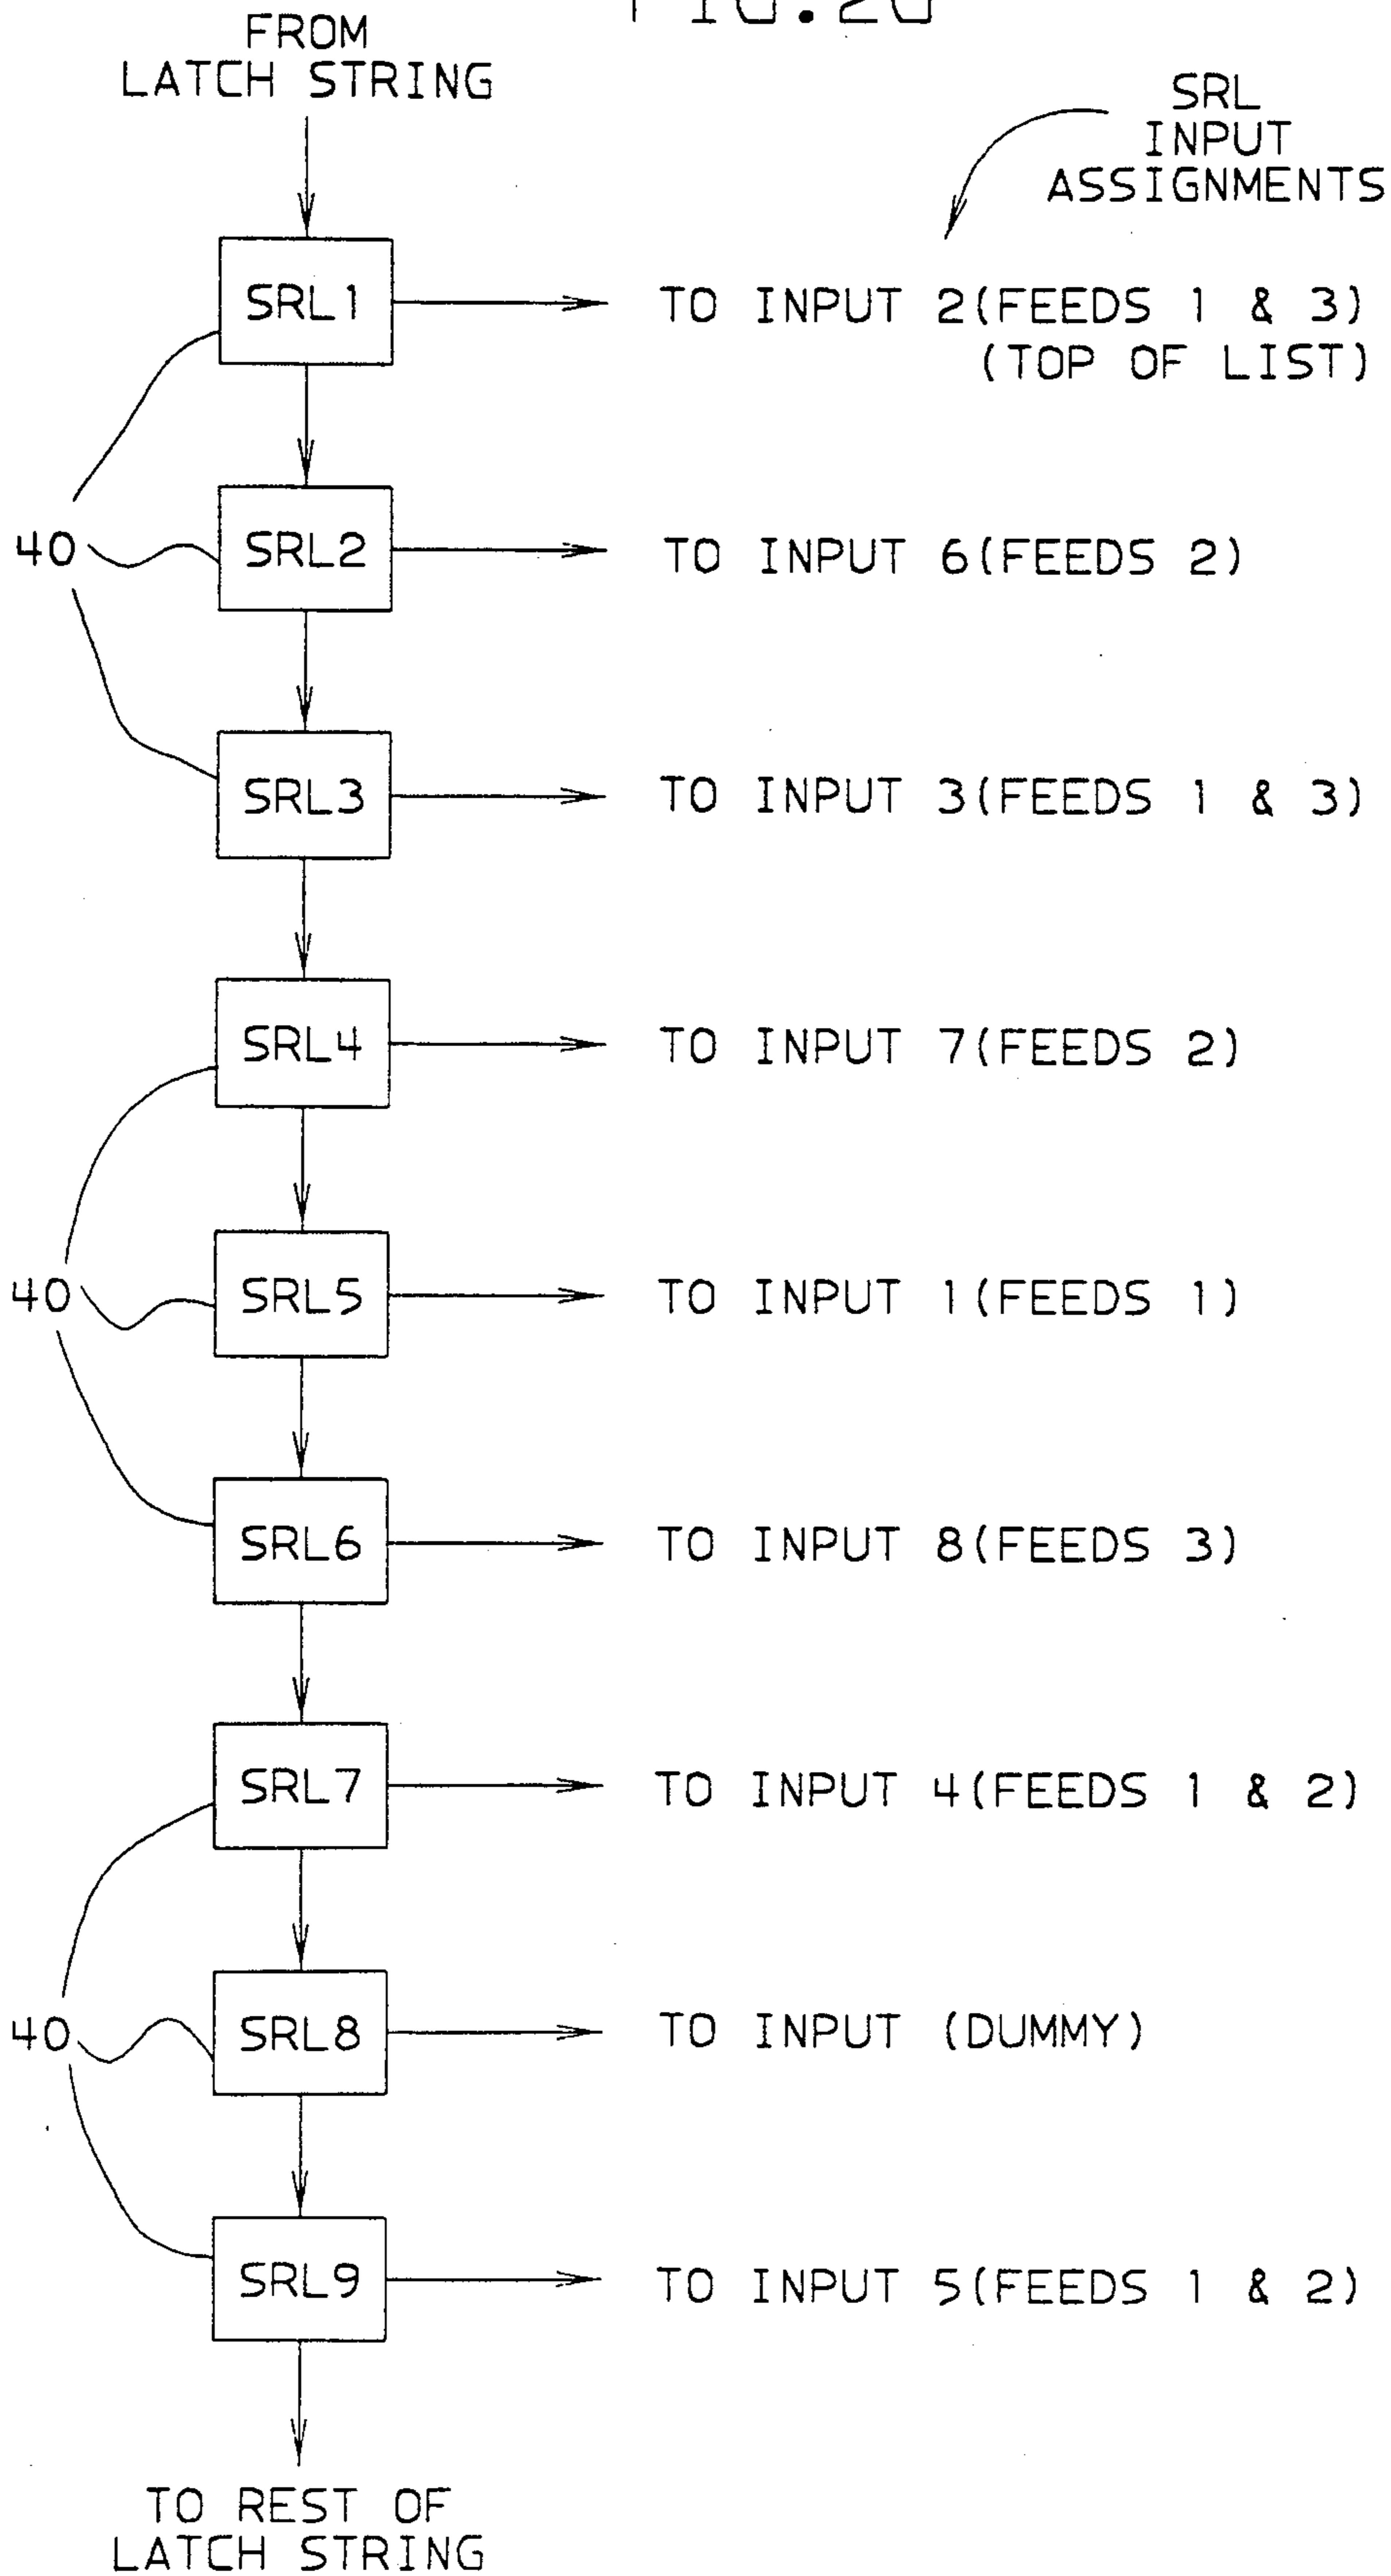 FIG.2G
FROM
LATCH STRING
SRL
INPUT
ASSIGNMENTS
SRL1 TO INPUT 2(FEEDS 1 & 3)
(TOP OF LIST)
40 SRL2 TO INPUT 6(FEEDS 2)
SRL3 TO INPUT 3(FEEDS 1 & 3)
SRL4 TO INPUT 7(FEEDS 2)
40 SRL5 TO INPUT 1(FEEDS 1)
SRL6 TO INPUT 8(FEEDS 3)
SRL7 TO INPUT 4(FEEDS 1 & 2)
40 SRL8 TO INPUT (DUMMY)
SRL9 TO INPUT 5(FEEDS 1 & 2)
TO REST OF
LATCH STRING